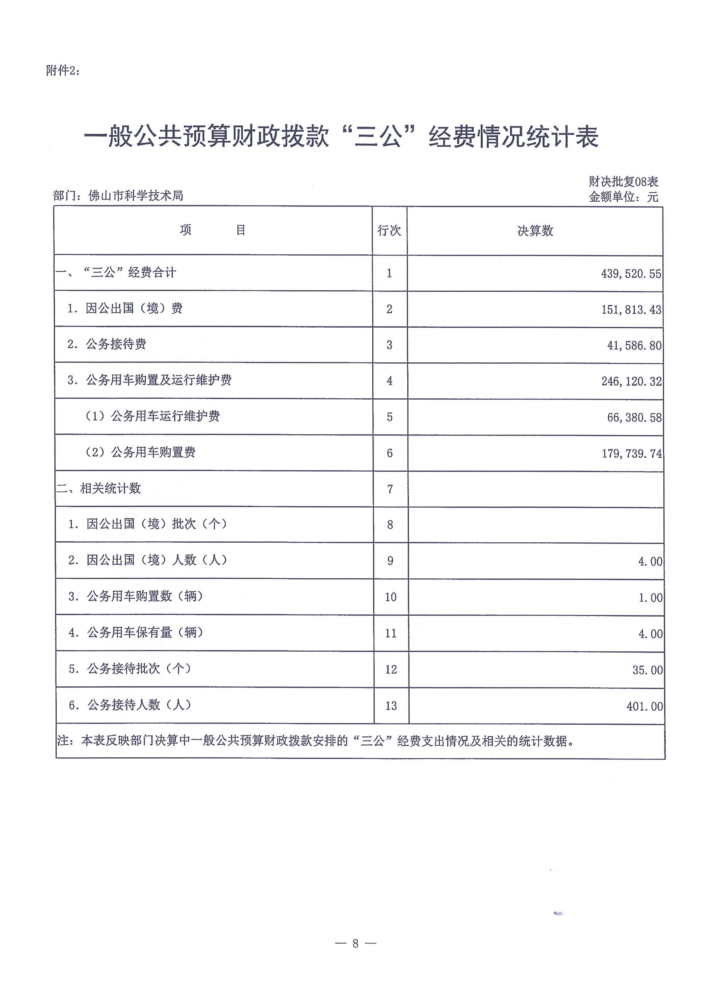 附件2：
一般公共预算财政拨款“三公”经费情况统计表
财决批复08表
部门：佛山市科学技术局 金额单位：元
项 目 行次 决算数
一、“三公”经费合计 1 439,520.55
1. 因公出国（境）费 2 151,813.43
2. 公务接待费 3 41,586.80
3. 公务用车购置及运行维护费 4 246,120.32
（1）公务用车运行维护费 5 66,380.58
（2）公务用车购置费 6 179,739.74
二、相关统计数 7
1. 因公出国（境）批次（个） 8
2. 因公出国（境）人数（人） 9 4.00
3. 公务用车购置数（辆） 10 1.00
4. 公务用车保有量（辆） 11 4.00
5. 公务接待批次（个） 12 35.00
6. 公务接待人数（人） 13 401.00
注：本表反映部门决算中一般公共预算财政拨款安排的“三公”经费支出情况及相关的统计数据。
— 8 —